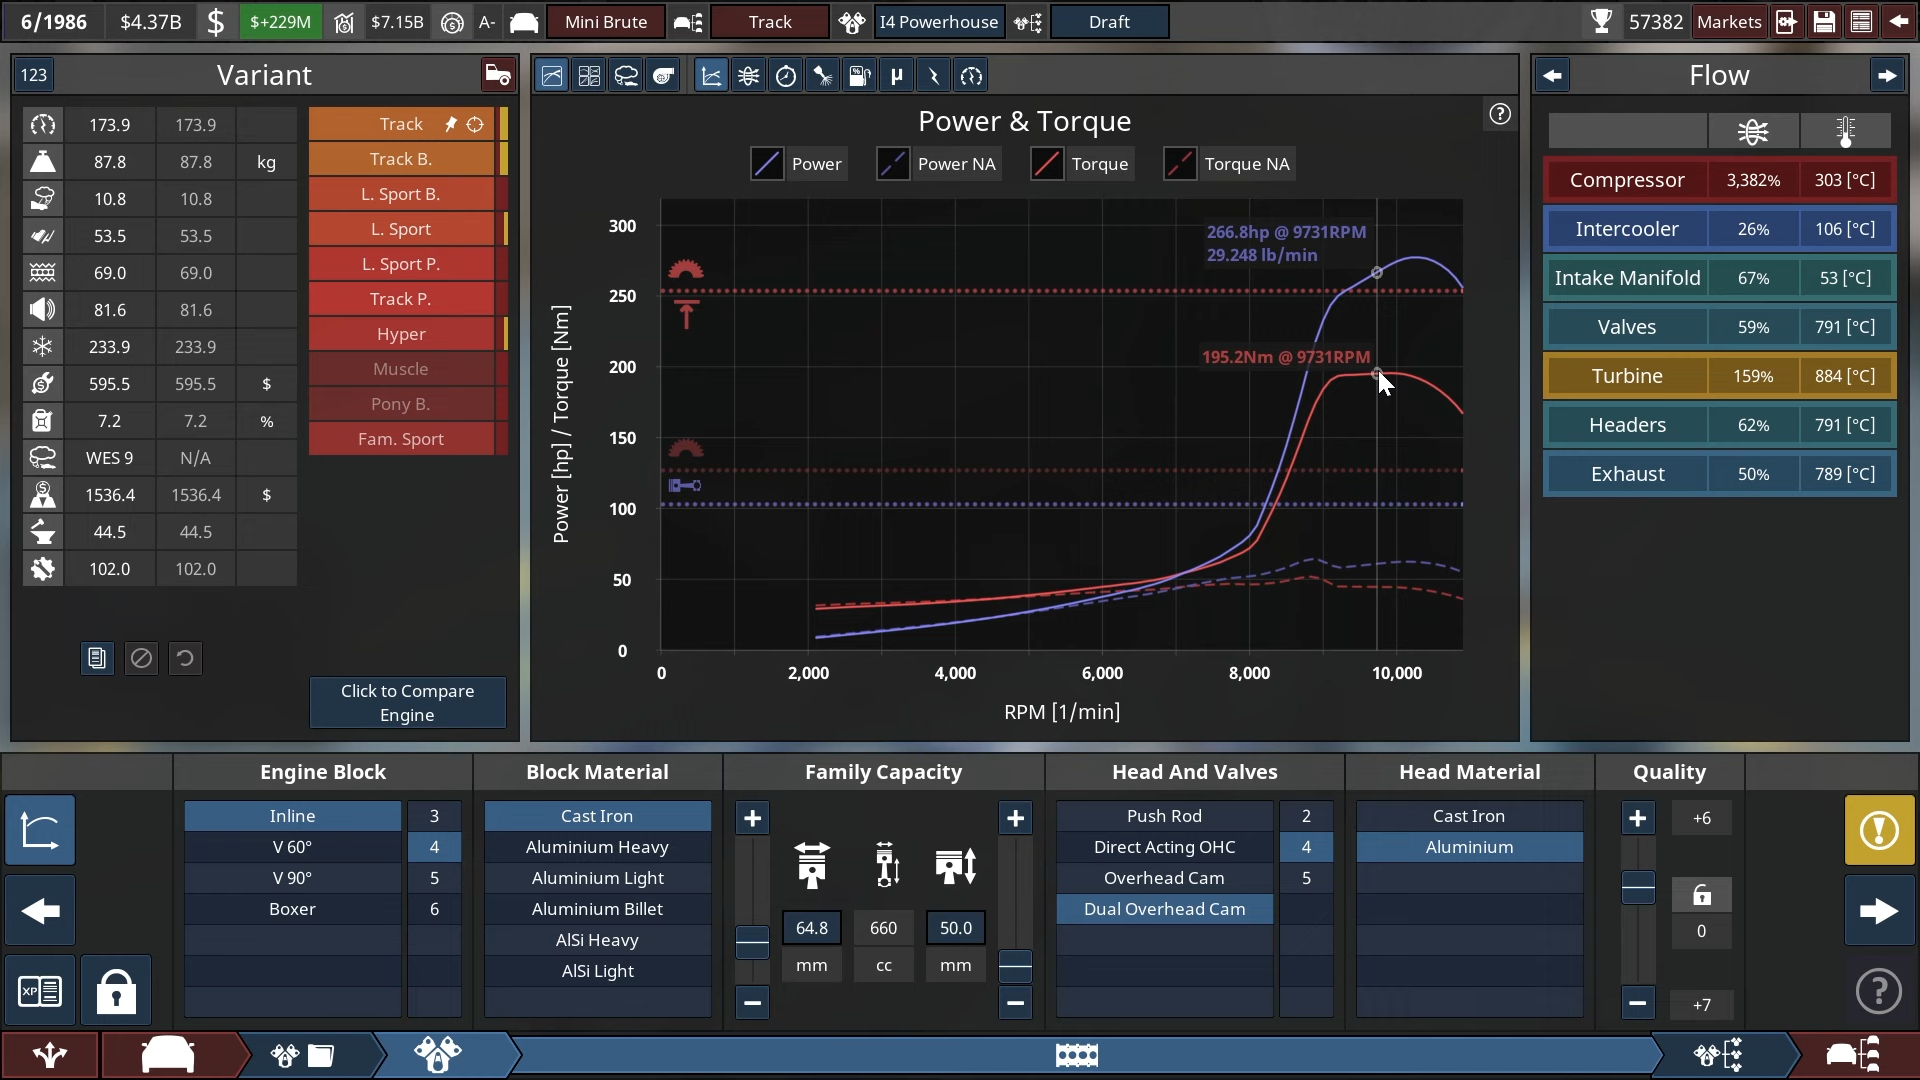 6/1986 $4.37B $ $+229M $7.15B A- Mini Brute Track I4 Powerhouse Draft 57382 Markets
123 Variant
173.9 173.9
87.8 87.8 kg
10.8 10.8
53.5 53.5
69.0 69.0
81.6 81.6
233.9 233.9
595.5 595.5 $
7.2 7.2 %
WES 9 N/A
1536.4 1536.4 $
44.5 44.5
102.0 102.0
Track
Track B.
L. Sport B.
L. Sport
L. Sport P.
Track P.
Hyper
Muscle
Pony B.
Fam. Sport
Click to Compare
Engine
μ
Power & Torque
?
Power Power NA Torque Torque NA
Power [hp] / Torque [Nm]
300
250
200
150
100
50
0
266.8hp @ 9731RPM
29.248 lb/min
195.2Nm @ 9731RPM
0 2,000 4,000 6,000 8,000 10,000
RPM [1/min]
Flow
Compressor 3,382% 303 [°C]
Intercooler 26% 106 [°C]
Intake Manifold 67% 53 [°C]
Valves 59% 791 [°C]
Turbine 159% 884 [°C]
Headers 62% 791 [°C]
Exhaust 50% 789 [°C]
Engine Block
Inline 3
V 60° 4
V 90° 5
Boxer 6
Block Material
Cast Iron
Aluminium Heavy
Aluminium Light
Aluminium Billet
AlSi Heavy
AlSi Light
Family Capacity
64.8 660 50.0
mm cc mm
Head And Valves
Push Rod 2
Direct Acting OHC 4
Overhead Cam 5
Dual Overhead Cam
Head Material
Cast Iron
Aluminium
Quality
+6
0
+7
XP
?